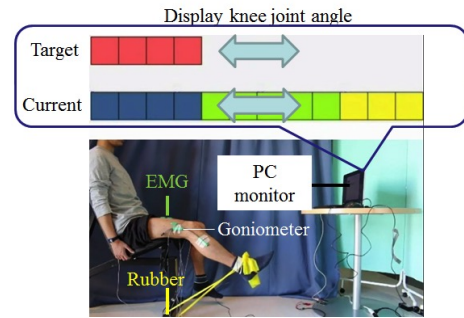 Display knee joint angle
Target
Current
PC
monitor
EMG
Goniometer
Rubber